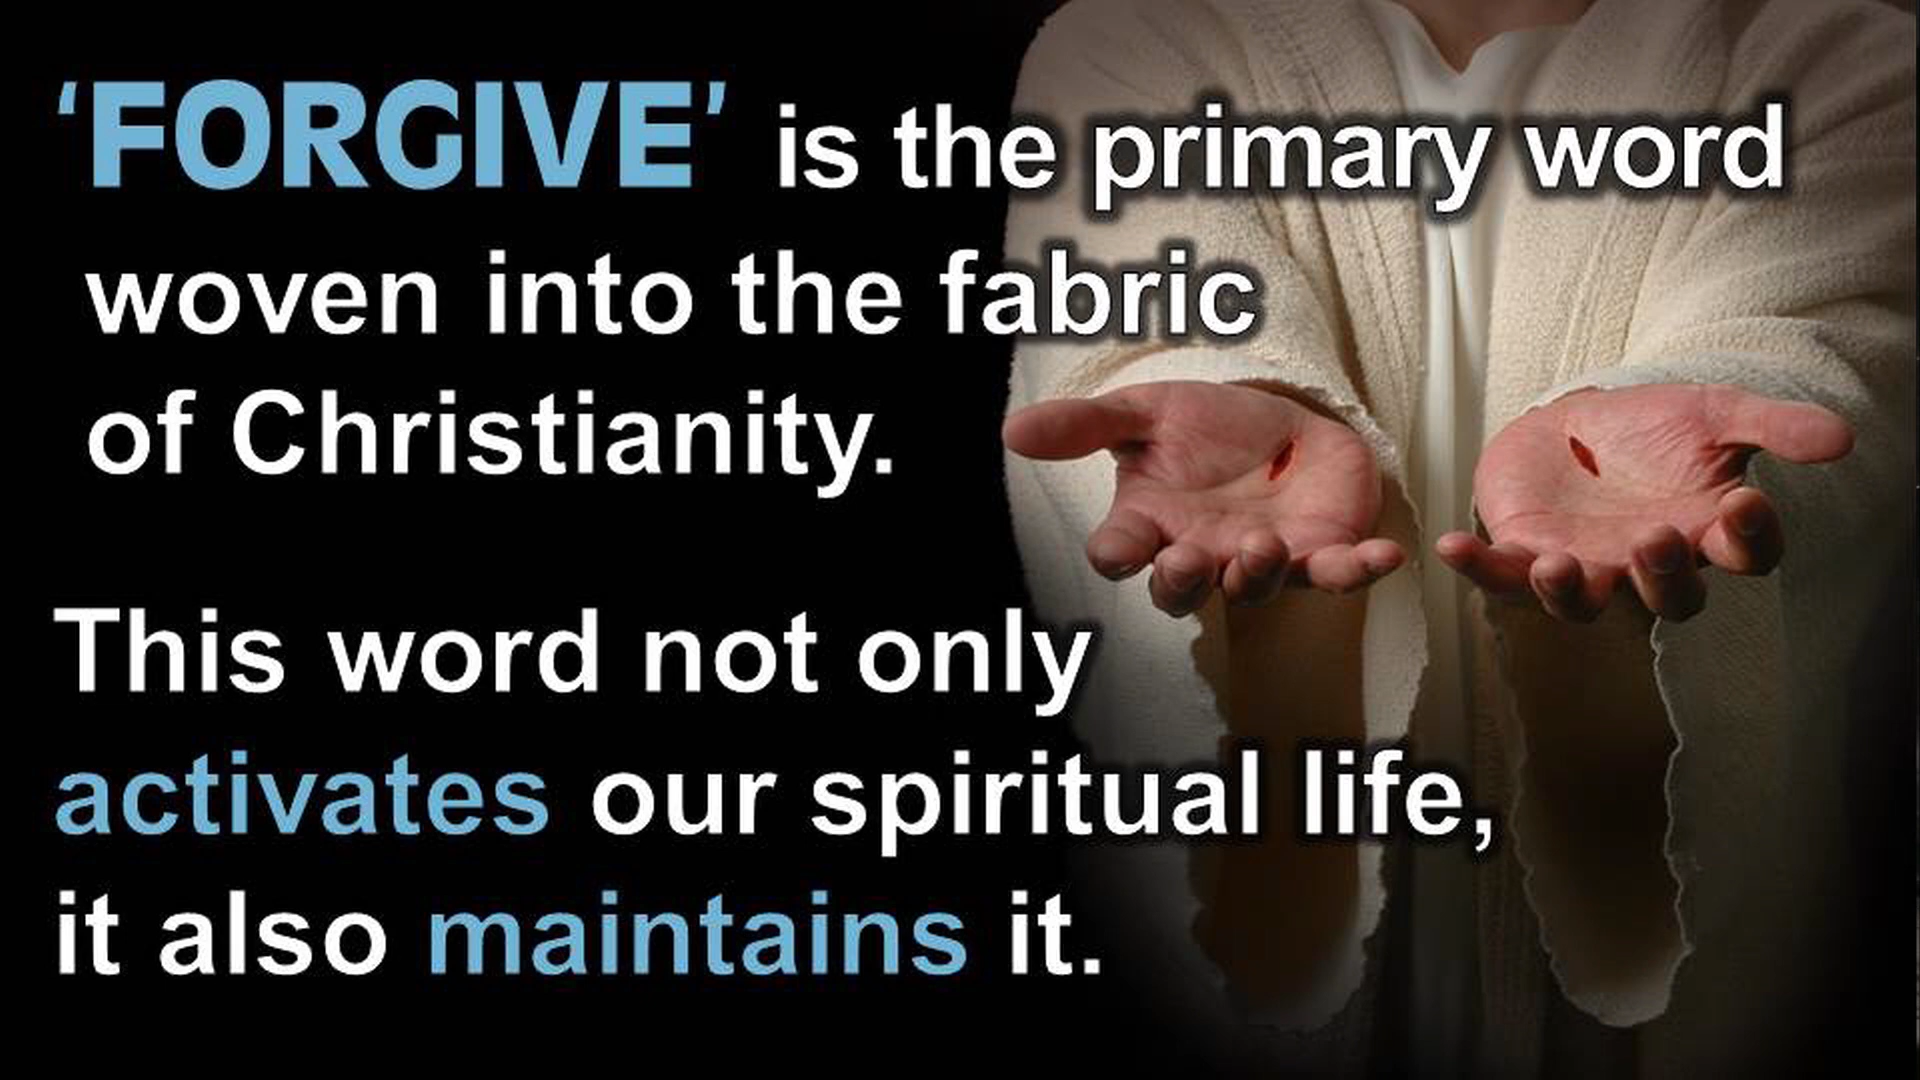 ‘FORGIVE’ is the primary word
woven into the fabric
of Christianity.
This word not only
activates our spiritual life,
it also maintains it.